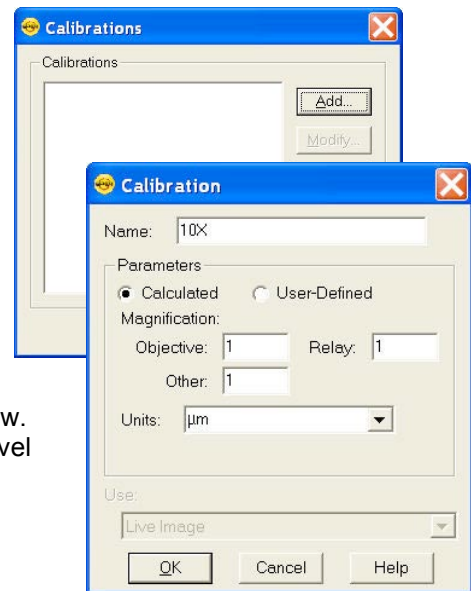 Calibrations
Calibrations
Add...
Modify...
Calibration
Name: 10X
Parameters
Calculated User-Defined
Magnification:
Objective: 1 Relay: 1
Other: 1
Units: µm
Use:
Live Image
OK Cancel Help
w.
vel